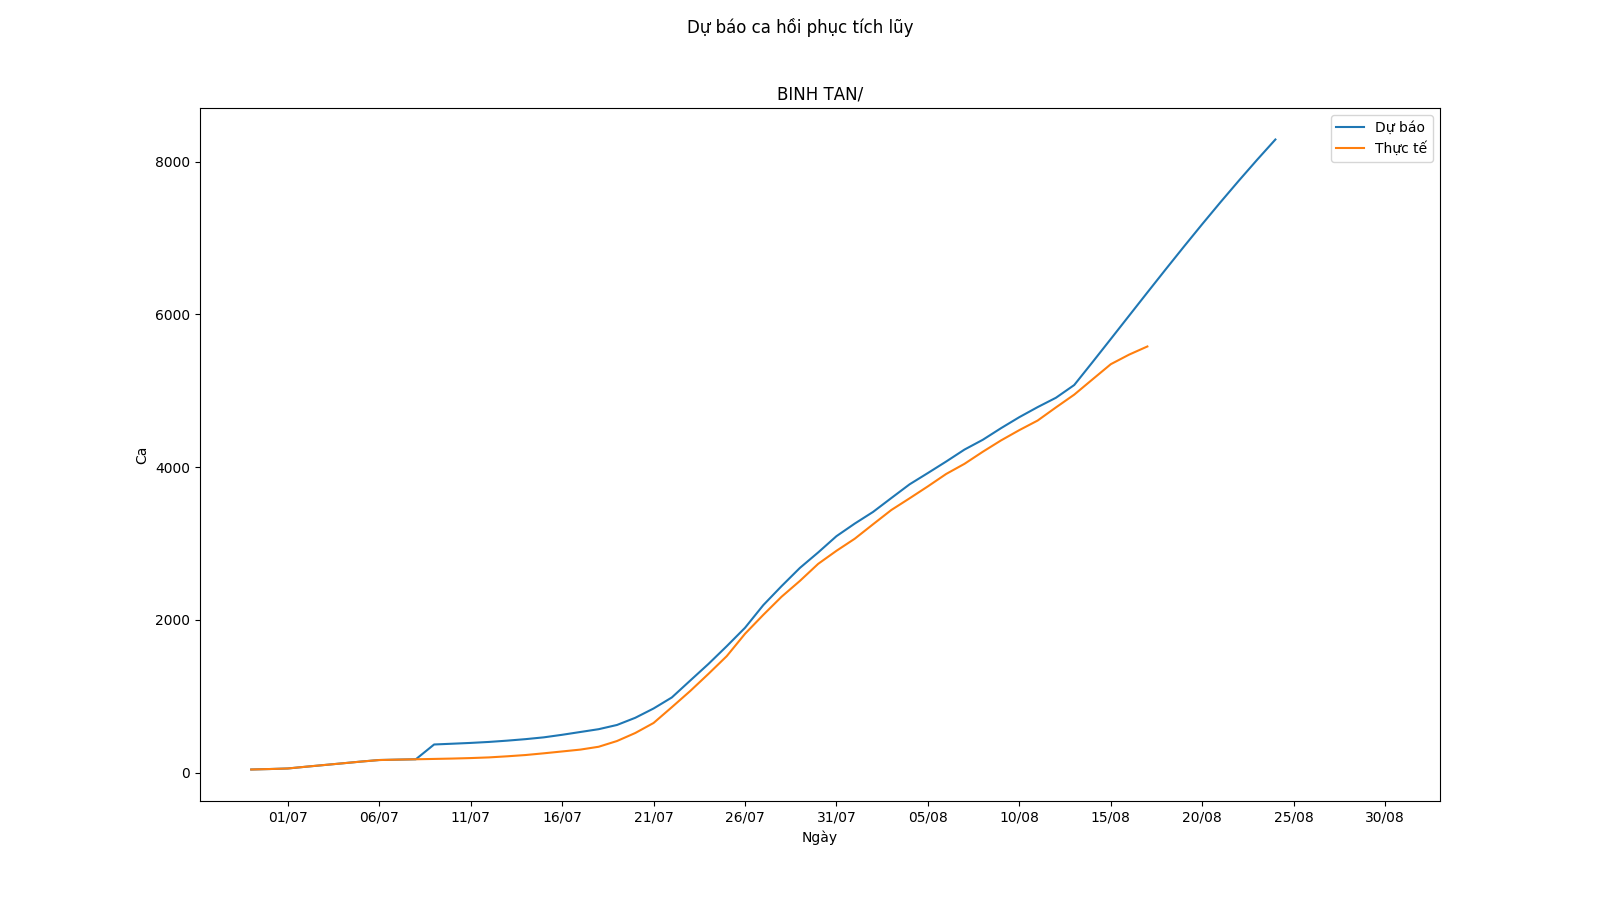 Dự báo ca hồi phục tích lũy
BINH TAN/
Dự báo
Thực tế
8000
6000
4000
2000
0
Ca
01/07 06/07 11/07 16/07 21/07 26/07 31/07 05/08 10/08 15/08 20/08 25/08 30/08
Ngày